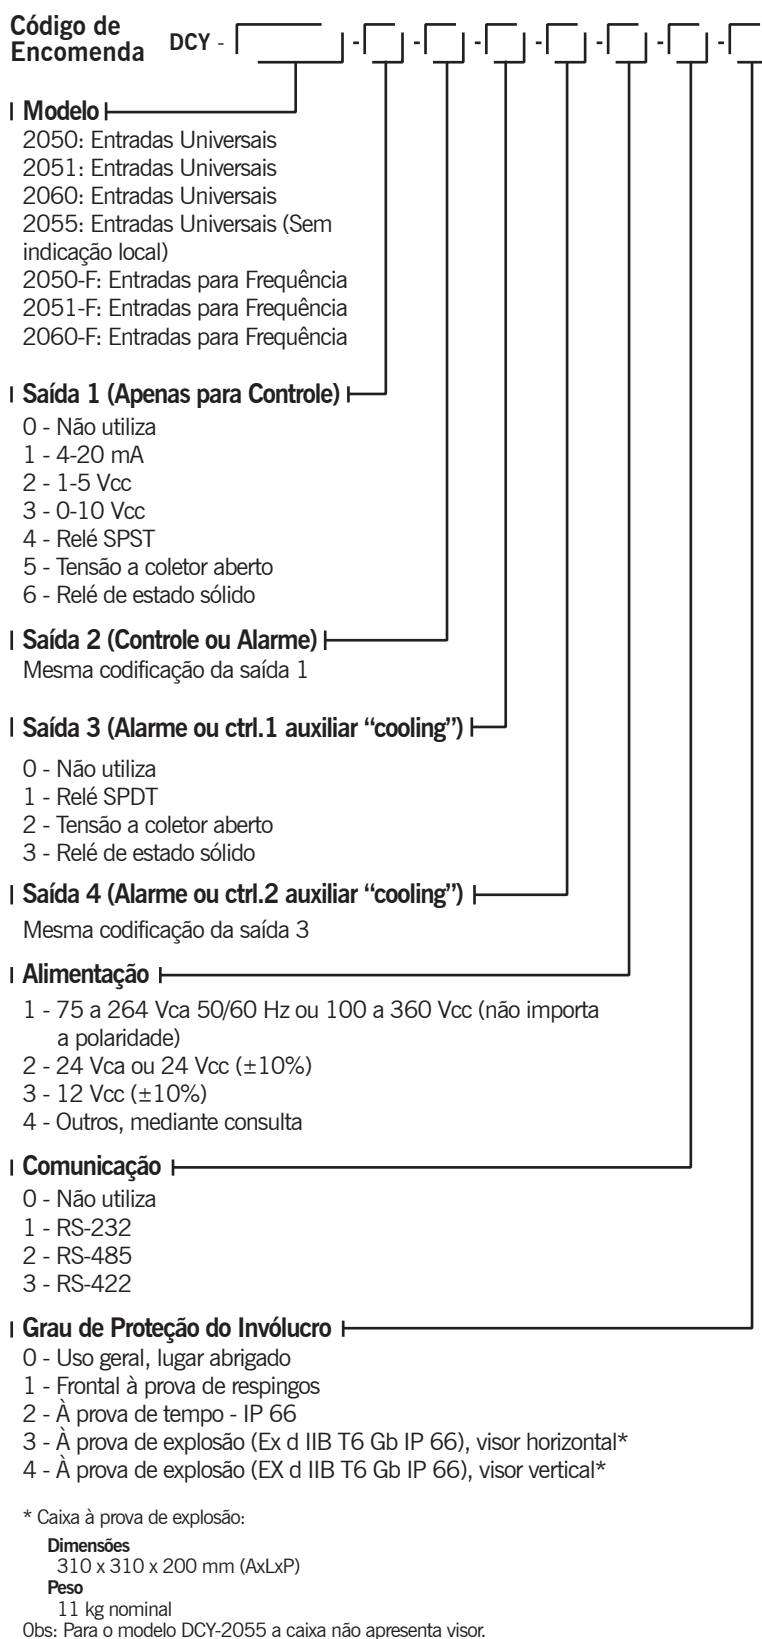 Código de
Encomenda
DCY - - - - - - - -
Modelo
2050: Entradas Universais
2051: Entradas Universais
2060: Entradas Universais
2055: Entradas Universais (Sem
indicação local)
2050-F: Entradas para Frequência
2051-F: Entradas para Frequência
2060-F: Entradas para Frequência
Saída 1 (Apenas para Controle)
0 - Não utiliza
1 - 4-20 mA
2 - 1-5 Vcc
3 - 0-10 Vcc
4 - Relé SPST
5 - Tensão a coletor aberto
6 - Relé de estado sólido
Saída 2 (Controle ou Alarme)
Mesma codificação da saída 1
Saída 3 (Alarme ou ctrl.1 auxiliar “cooling”)
0 - Não utiliza
1 - Relé SPDT
2 - Tensão a coletor aberto
3 - Relé de estado sólido
Saída 4 (Alarme ou ctrl.2 auxiliar “cooling”)
Mesma codificação da saída 3
Alimentação
1 - 75 a 264 Vca 50/60 Hz ou 100 a 360 Vcc (não importa
a polaridade)
2 - 24 Vca ou 24 Vcc (±10%)
3 - 12 Vcc (±10%)
4 - Outros, mediante consulta
Comunicação
0 - Não utiliza
1 - RS-232
2 - RS-485
3 - RS-422
Grau de Proteção do Invólucro
0 - Uso geral, lugar abrigado
1 - Frontal à prova de respingos
2 - À prova de tempo - IP 66
3 - À prova de explosão (Ex d IIB T6 Gb IP 66), visor horizontal*
4 - À prova de explosão (EX d IIB T6 Gb IP 66), visor vertical*
* Caixa à prova de explosão:
Dimensões
310 x 310 x 200 mm (AxLxP)
Peso
11 kg nominal
Obs: Para o modelo DCY-2055 a caixa não apresenta visor.